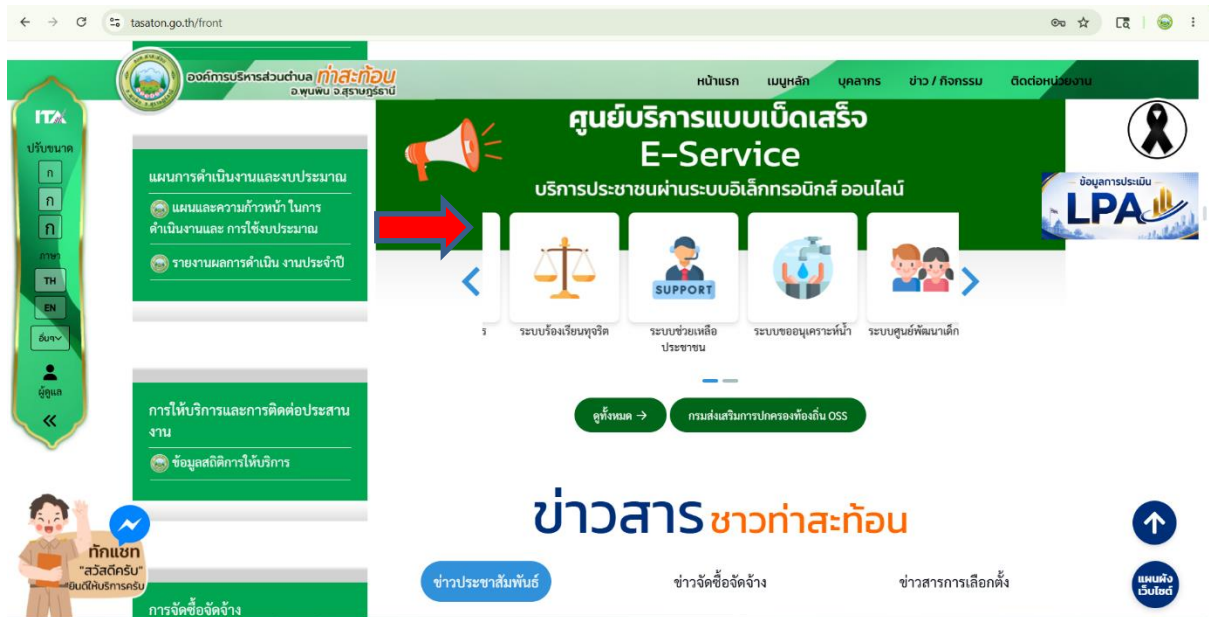 tasaton.go.th/front
องค์การบริหารส่วนตำบล ท่าสะท้อน
อ.พุนพิน จ.สุราษฎร์ธานี
หน้าแรก เมนูหลัก บุคลากร ข่าว / กิจกรรม ติดต่อหน่วยงาน
ITA
ปรับขนาด
ก
ก
ก
ภาษา
TH
EN
อื่นๆ
ผู้ดูแล
แผนการดำเนินงานและงบประมาณ
แผนและความก้าวหน้า ในการ
ดำเนินงานและ การใช้งบประมาณ
รายงานผลการดำเนิน งานประจำปี
การให้บริการและการติดต่อประสาน
งาน
ข้อมูลสถิติการให้บริการ
การจัดซื้อจัดจ้าง
ศูนย์บริการแบบเบ็ดเสร็จ
E-Service
บริการประชาชนผ่านระบบอิเล็กทรอนิกส์ ออนไลน์
SUPPORT
ร
ระบบร้องเรียนทุจริต
ระบบช่วยเหลือ
ประชาชน
ระบบขออนุเคราะห์น้ำ
ระบบศูนย์พัฒนาเด็ก
ดูทั้งหมด →
กรมส่งเสริมการปกครองท้องถิ่น OSS
ข้อมูลการประเมิน
LPA
ข่าวสาร ชาวท่าสะท้อน
ข่าวประชาสัมพันธ์ ข่าวจัดซื้อจัดจ้าง ข่าวสารการเลือกตั้ง
ทักแชท
"สวัสดีครับ"
ยินดีให้บริการครับ
แผนผัง
เว็บไซต์